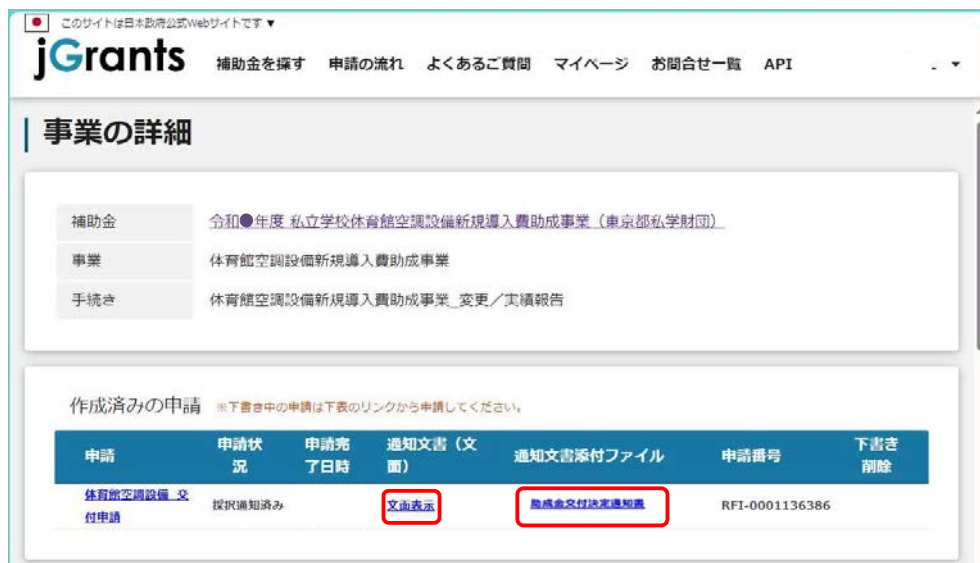 このサイトは日本政府公式Webサイトです ▼
jGrants 補助金を探す 申請の流れ よくあるご質問 マイページ お問合せ一覧 API
事業の詳細
補助金 令和●年度 私立学校体育館空調設備新規導入費助成事業（東京都私学財団）
事業 体育館空調設備新規導入費助成事業
手続き 体育館空調設備新規導入費助成事業_変更／実績報告
作成済みの申請 ※下書き中の申請は下表のリンクから申請してください。
申請 申請状況 申請完了日時 通知文書（文面） 通知文書添付ファイル 申請番号 下書き削除
体育館空調設備_交付申請 採択通知済み 文面表示 助成金交付決定通知書 RFI-0001136386